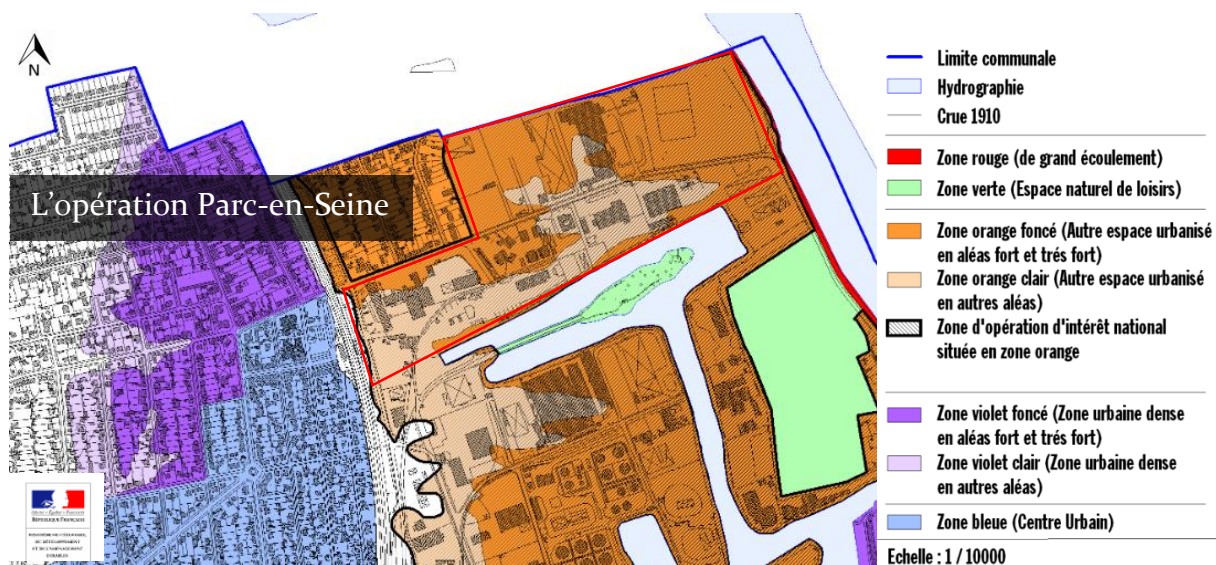 N
L'opération Parc-en-Seine
RÉPUBLIQUE FRANÇAISE
Limite communale
Hydrographie
Crue 1910
Zone rouge (de grand écoulement)
Zone verte (Espace naturel de loisirs)
Zone orange foncé (Autre espace urbanisé
en aléas fort et trés fort)
Zone orange clair (Autre espace urbanisé
en autres aléas)
Zone d'opération d'intérêt national
située en zone orange
Zone violet foncé (Zone urbaine dense
en aléas fort et trés fort)
Zone violet clair (Zone urbaine dense
en autres aléas)
Zone bleue (Centre Urbain)
Echelle : 1 / 10000